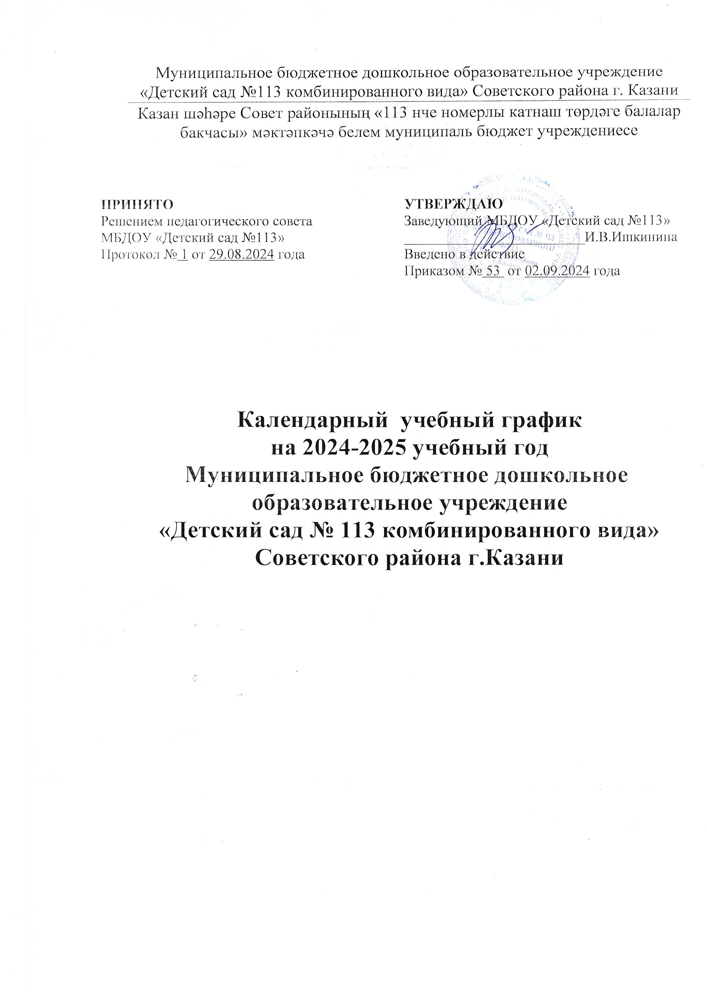 Муниципальное бюджетное дошкольное образовательное учреждение
«Детский сад №113 комбинированного вида» Советского района г. Казани
Казан шәһәре Совет районының «113 нче номерлы катнаш төрдәге балалар
бакчасы» мәктәпкәчә белем муниципаль бюджет учреждениесе
ПРИНЯТО
Решением педагогического совета
МБДОУ «Детский сад №113»
Протокол № 1 от 29.08.2024 года
УТВЕРЖДАЮ
Заведующий МБДОУ «Детский сад №113»
И.В.Ишкинина
Введено в действие
Приказом № 53 от 02.09.2024 года
Календарный учебный график
на 2024-2025 учебный год
Муниципальное бюджетное дошкольное
образовательное учреждение
«Детский сад № 113 комбинированного вида»
Советского района г.Казани